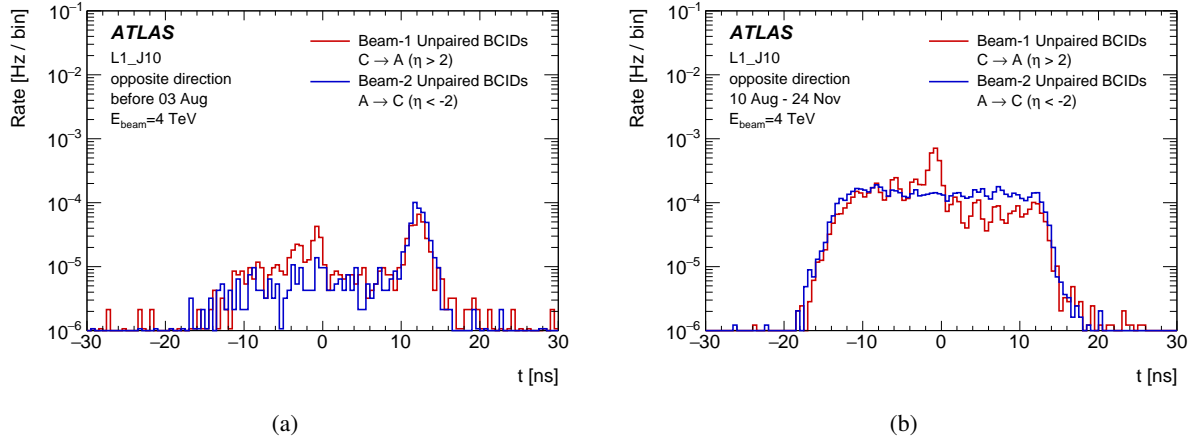 Rate [Hz / bin]
10⁻¹
10⁻²
10⁻³
10⁻⁴
10⁻⁵
10⁻⁶
ATLAS
L1_J10
opposite direction
before 03 Aug
E_beam=4 TeV
Beam-1 Unpaired BCIDs
C → A (η > 2)
Beam-2 Unpaired BCIDs
A → C (η < -2)
−30 −20 −10 0 10 20 30
t [ns]
(a)
Rate [Hz / bin]
10⁻¹
10⁻²
10⁻³
10⁻⁴
10⁻⁵
10⁻⁶
ATLAS
L1_J10
opposite direction
10 Aug - 24 Nov
E_beam=4 TeV
Beam-1 Unpaired BCIDs
C → A (η > 2)
Beam-2 Unpaired BCIDs
A → C (η < -2)
−30 −20 −10 0 10 20 30
t [ns]
(b)